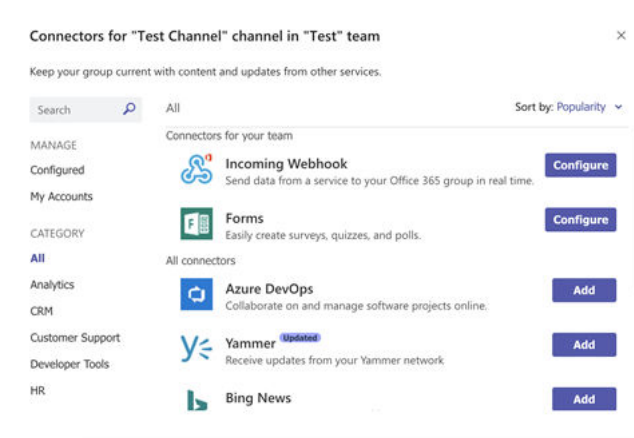 Connectors for "Test Channel" channel in "Test" team
Keep your group current with content and updates from other services.
Search
All
Sort by: Popularity
MANAGE
Configured
My Accounts
CATEGORY
All
Analytics
CRM
Customer Support
Developer Tools
HR
Connectors for your team
Incoming Webhook
Send data from a service to your Office 365 group in real time.
Configure
Forms
Easily create surveys, quizzes, and polls.
Configure
All connectors
Azure DevOps
Collaborate on and manage software projects online.
Add
Yammer Updated
Receive updates from your Yammer network
Add
Bing News
Add